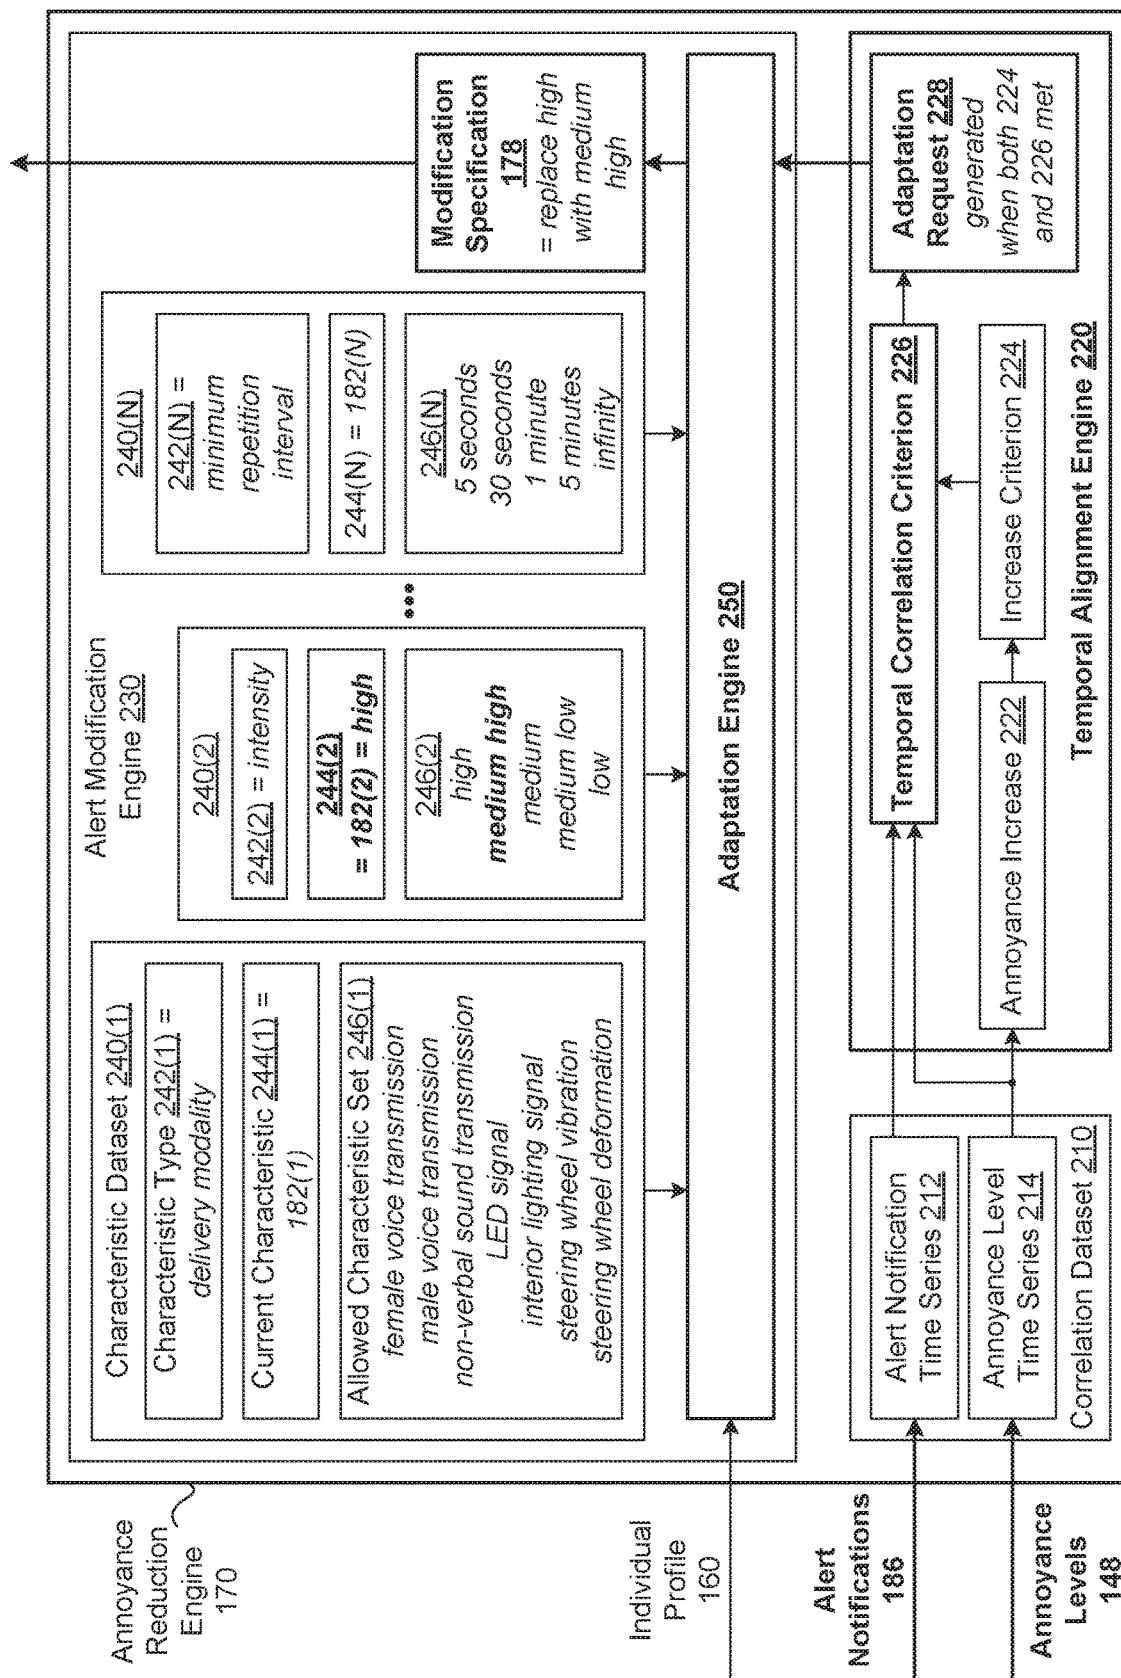 Annoyance
Reduction
Engine
170
Individual
Profile
160
Alert
Notifications
186
Annoyance
Levels
148
Alert Modification
Engine 230
Characteristic Dataset 240(1)
Characteristic Type 242(1) =
delivery modality
Current Characteristic 244(1) =
182(1)
Allowed Characteristic Set 246(1)
female voice transmission
male voice transmission
non-verbal sound transmission
LED signal
interior lighting signal
steering wheel vibration
steering wheel deformation
240(2)
242(2) = intensity
244(2)
= 182(2) = high
246(2)
high
medium high
medium
medium low
low
•••
240(N)
242(N) =
minimum
repetition
interval
244(N) = 182(N)
246(N)
5 seconds
30 seconds
1 minute
5 minutes
infinity
Modification
Specification
178
= replace high
with medium
high
Adaptation Engine 250
Alert Notification
Time Series 212
Annoyance Level
Time Series 214
Correlation Dataset 210
Annoyance Increase 222
Increase Criterion 224
Temporal Correlation Criterion 226
Adaptation
Request 228
generated
when both 224
and 226 met
Temporal Alignment Engine 220